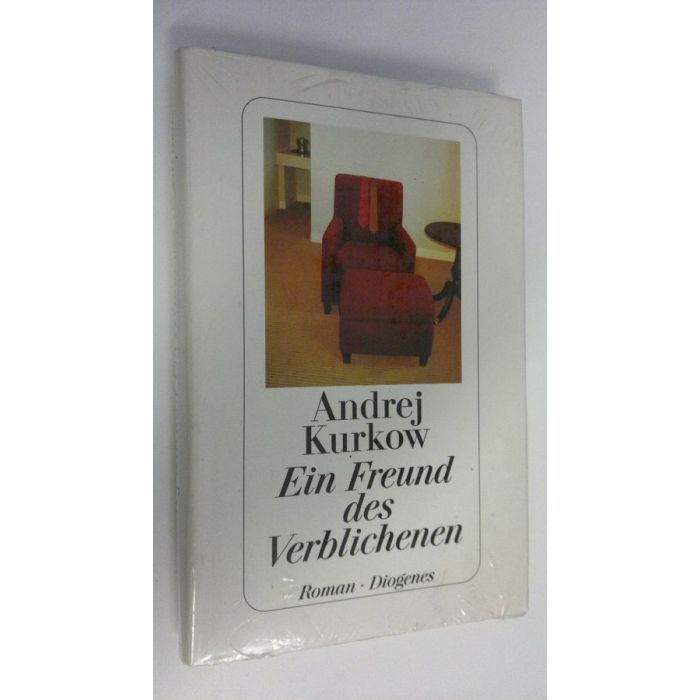 Andrej
Kurkow
Ein Freund
des
Verblichenen
Roman · Diogenes